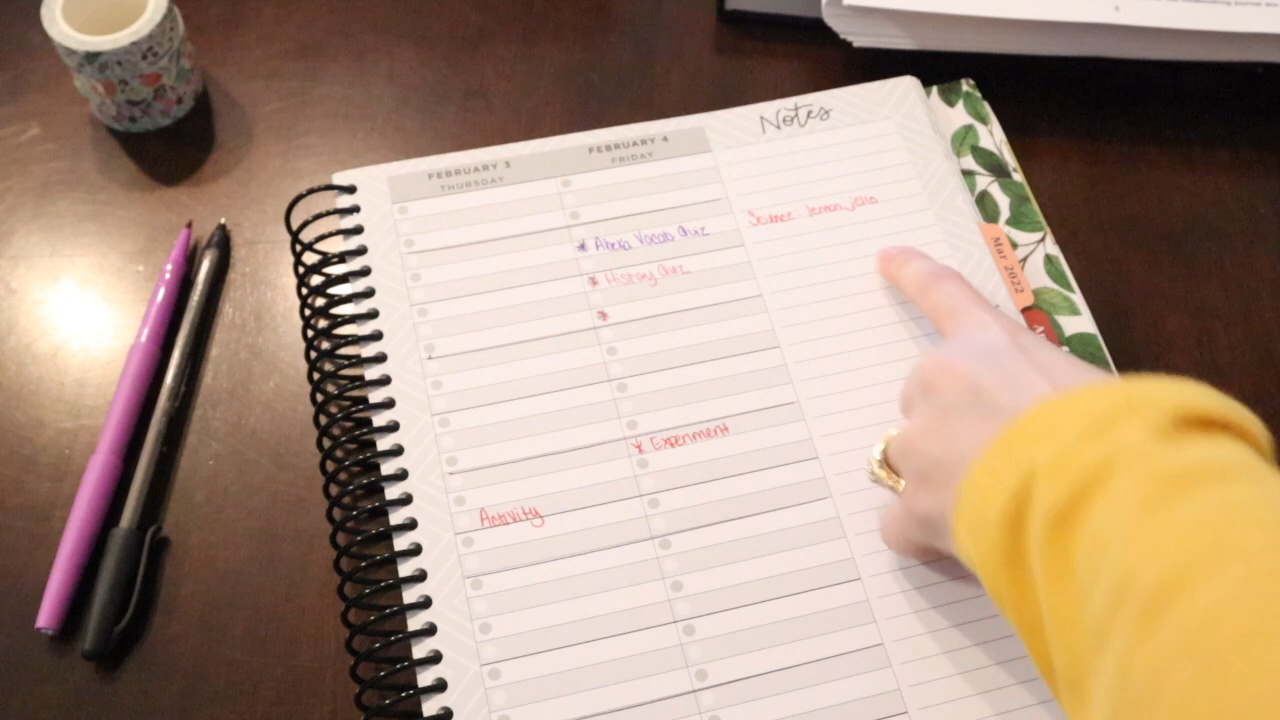 Notes
FEBRUARY 3
THURSDAY
FEBRUARY 4
FRIDAY
Science: lemon, jello
* Abeka Vocab Quiz
* History Quiz
*
* Experiment
Activity
Mar 2022